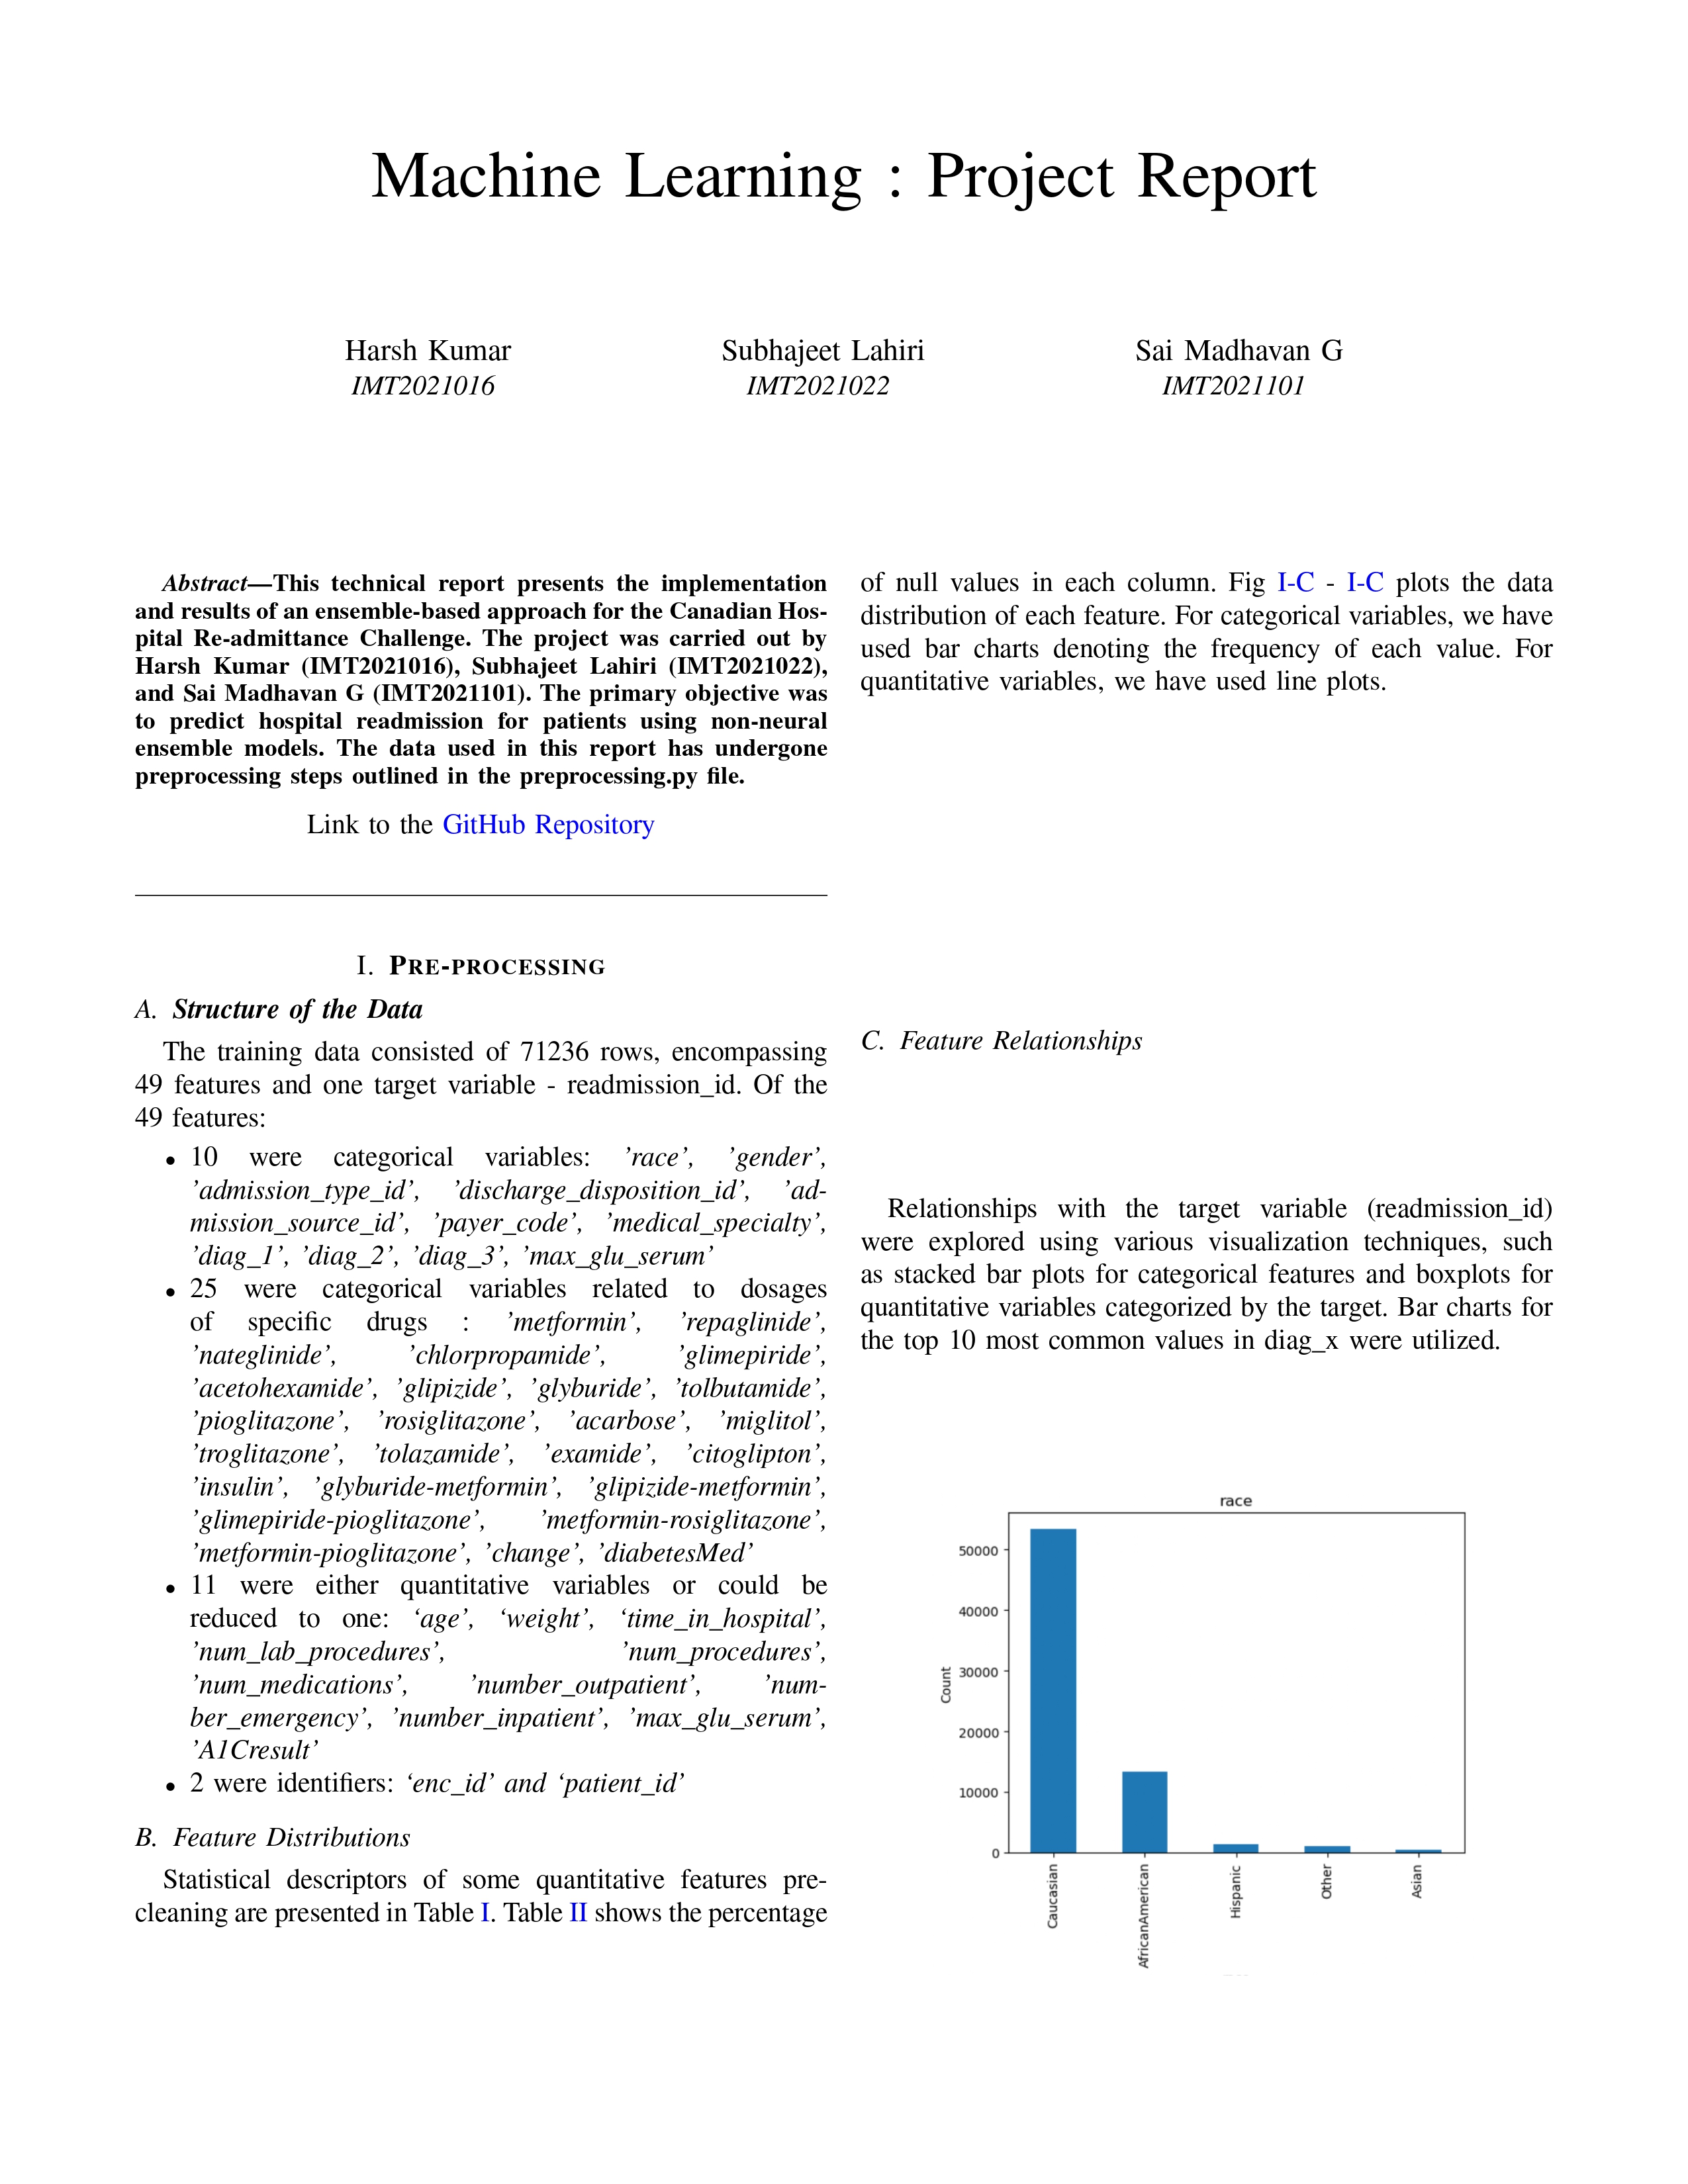 Machine Learning : Project Report
Harsh Kumar
IMT2021016
Subhajeet Lahiri
IMT2021022
Sai Madhavan G
IMT2021101
Abstract—This technical report presents the implementation
and results of an ensemble-based approach for the Canadian Hos-
pital Re-admittance Challenge. The project was carried out by
Harsh Kumar (IMT2021016), Subhajeet Lahiri (IMT2021022),
and Sai Madhavan G (IMT2021101). The primary objective was
to predict hospital readmission for patients using non-neural
ensemble models. The data used in this report has undergone
preprocessing steps outlined in the preprocessing.py file.
Link to the GitHub Repository
I. PRE-PROCESSING
A. Structure of the Data
The training data consisted of 71236 rows, encompassing
49 features and one target variable - readmission_id. Of the
49 features:
• 10 were categorical variables: ’race’, ’gender’,
’admission_type_id’, ’discharge_disposition_id’, ’ad-
mission_source_id’, ’payer_code’, ’medical_specialty’,
’diag_1’, ’diag_2’, ’diag_3’, ’max_glu_serum’
• 25 were categorical variables related to dosages
of specific drugs : ’metformin’, ’repaglinide’,
’nateglinide’, ’chlorpropamide’, ’glimepiride’,
’acetohexamide’, ’glipizide’, ’glyburide’, ’tolbutamide’,
’pioglitazone’, ’rosiglitazone’, ’acarbose’, ’miglitol’,
’troglitazone’, ’tolazamide’, ’examide’, ’citoglipton’,
’insulin’, ’glyburide-metformin’, ’glipizide-metformin’,
’glimepiride-pioglitazone’, ’metformin-rosiglitazone’,
’metformin-pioglitazone’, ’change’, ’diabetesMed’
• 11 were either quantitative variables or could be
reduced to one: ‘age’, ‘weight’, ‘time_in_hospital’,
’num_lab_procedures’, ’num_procedures’,
’num_medications’, ’number_outpatient’, ’num-
ber_emergency’, ’number_inpatient’, ’max_glu_serum’,
’A1Cresult’
• 2 were identifiers: ‘enc_id’ and ‘patient_id’
B. Feature Distributions
Statistical descriptors of some quantitative features pre-
cleaning are presented in Table I. Table II shows the percentage
of null values in each column. Fig I-C - I-C plots the data
distribution of each feature. For categorical variables, we have
used bar charts denoting the frequency of each value. For
quantitative variables, we have used line plots.
C. Feature Relationships
Relationships with the target variable (readmission_id)
were explored using various visualization techniques, such
as stacked bar plots for categorical features and boxplots for
quantitative variables categorized by the target. Bar charts for
the top 10 most common values in diag_x were utilized.
race
50000
40000
30000
20000
10000
0
Count
Caucasian
AfricanAmerican
Hispanic
Other
Asian